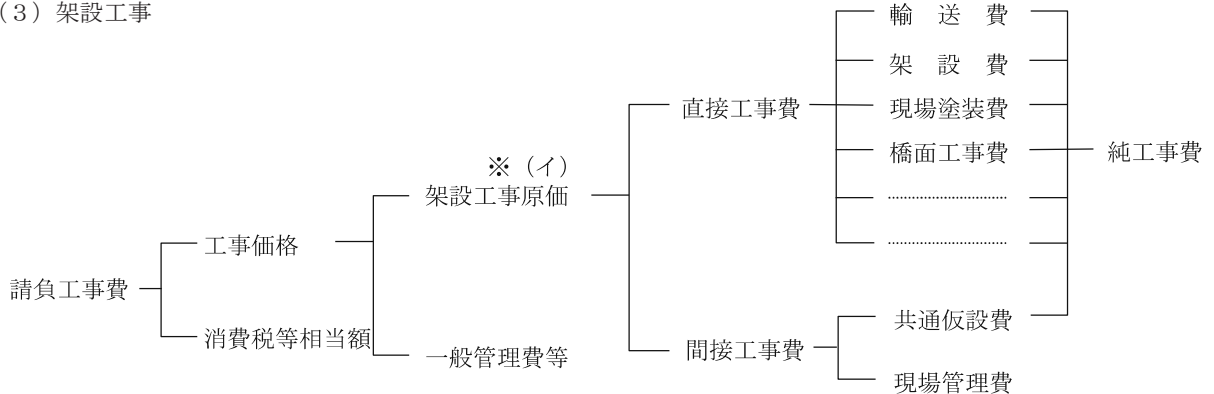 （３）架設工事
輸　送　費
架　設　費
直接工事費
現場塗装費
橋面工事費
純工事費
※（イ）
架設工事原価
..............................
工事価格
..............................
請負工事費
共通仮設費
消費税等相当額
一般管理費等
間接工事費
現場管理費